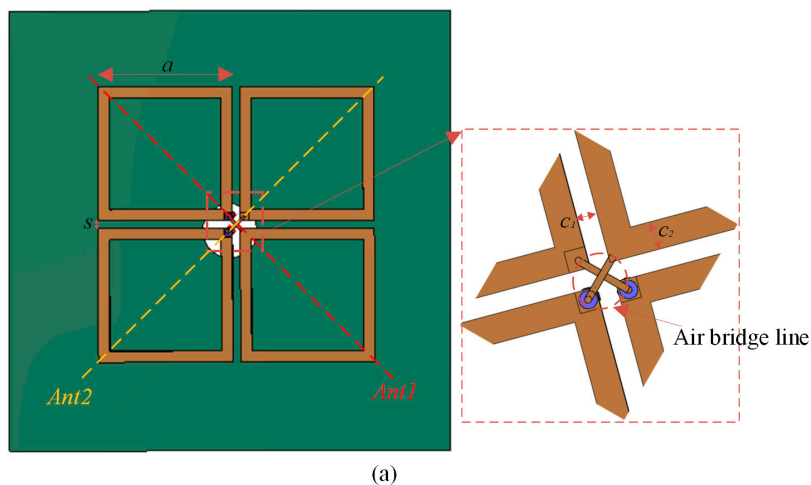 a
s
Ant2
Ant1
c₁
c₂
Air bridge line
(a)